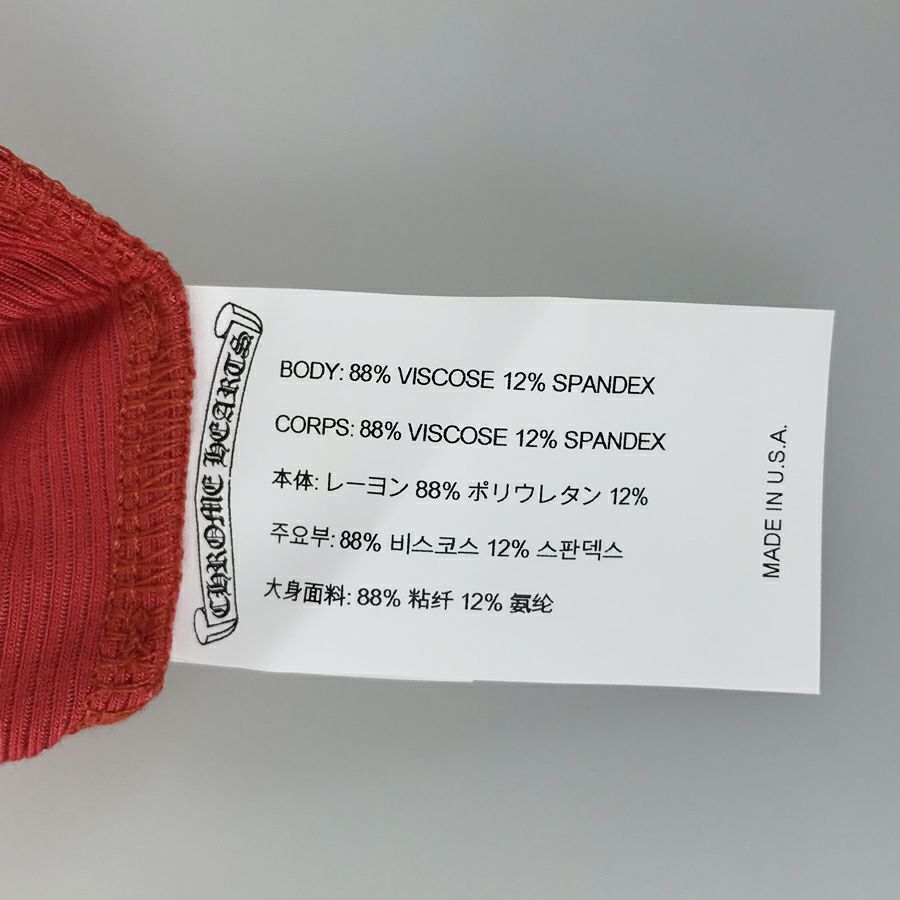 CHROME HEARTS
BODY: 88% VISCOSE 12% SPANDEX
CORPS: 88% VISCOSE 12% SPANDEX
本体: レーヨン 88% ポリウレタン 12%
주요부: 88% 비스코스 12% 스판덱스
大身面料: 88% 粘纤 12% 氨纶
MADE IN U.S.A.